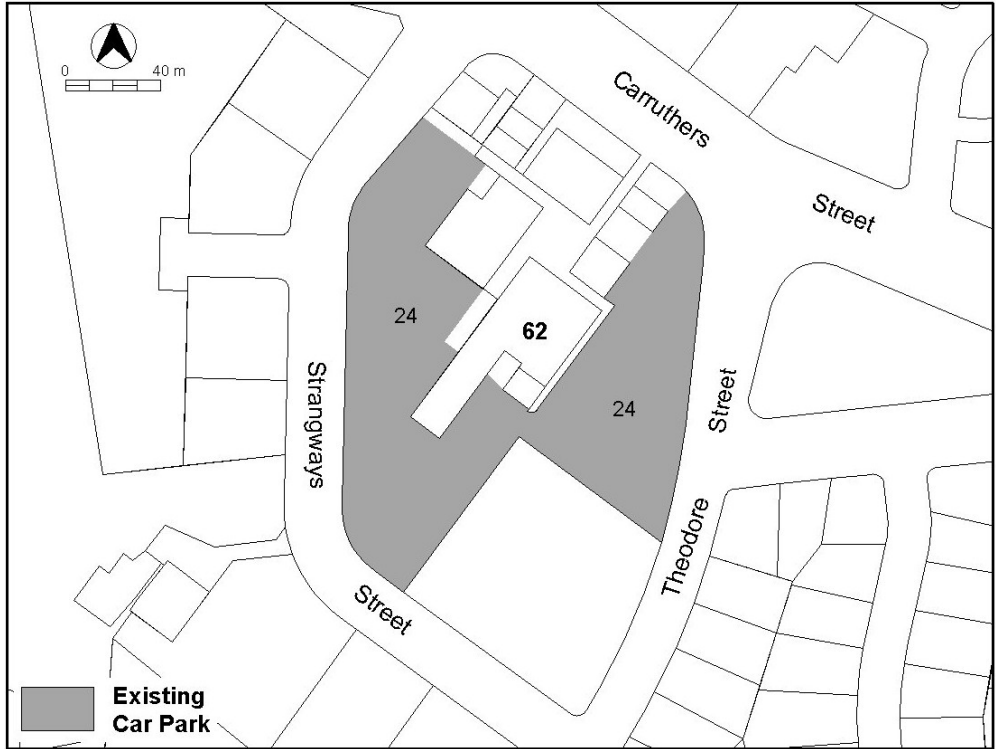 0 40 m
Carruthers
Street
24
62
24
Strangways
Street
Street
Theodore
Existing
Car Park